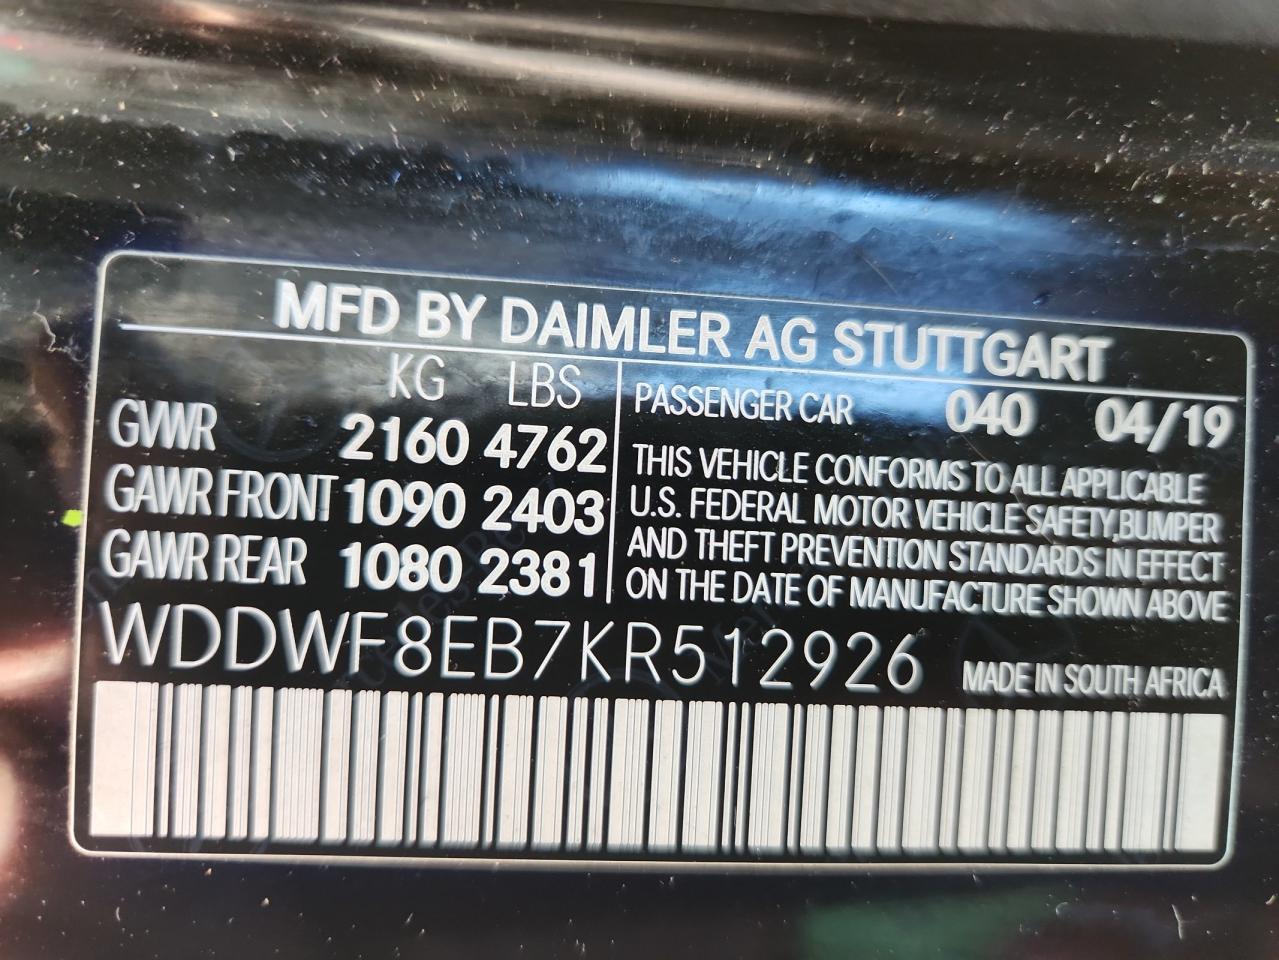 MFD BY DAIMLER AG STUTTGART
KG LBS
GVWR 2160 4762
GAWR FRONT 1090 2403
GAWR REAR 1080 2381
PASSENGER CAR 040 04/19
THIS VEHICLE CONFORMS TO ALL APPLICABLE
U.S. FEDERAL MOTOR VEHICLE SAFETY,BUMPER
AND THEFT PREVENTION STANDARDS IN EFFECT
ON THE DATE OF MANUFACTURE SHOWN ABOVE
WDDWF8EB7KR512926
MADE IN SOUTH AFRICA